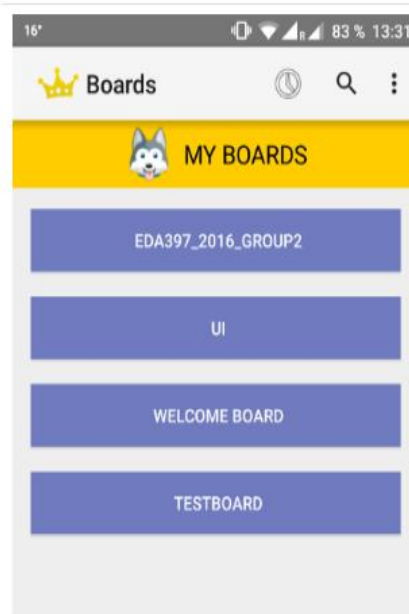 16° 83 % 13:31
Boards
MY BOARDS
EDA397_2016_GROUP2
UI
WELCOME BOARD
TESTBOARD